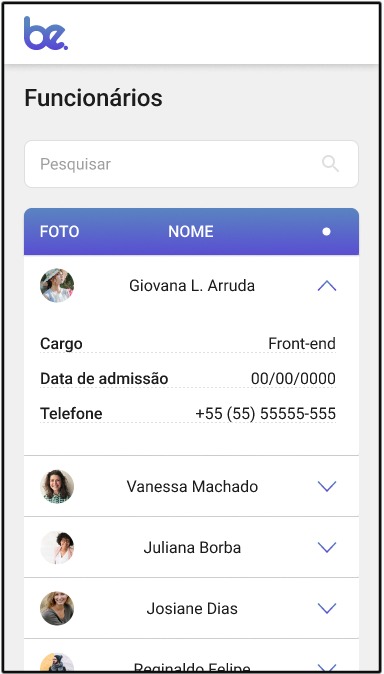 be.
Funcionários
Pesquisar
FOTO NOME
Giovana L. Arruda
Cargo Front-end
Data de admissão 00/00/0000
Telefone +55 (55) 55555-555
Vanessa Machado
Juliana Borba
Josiane Dias
Reginaldo Felipe